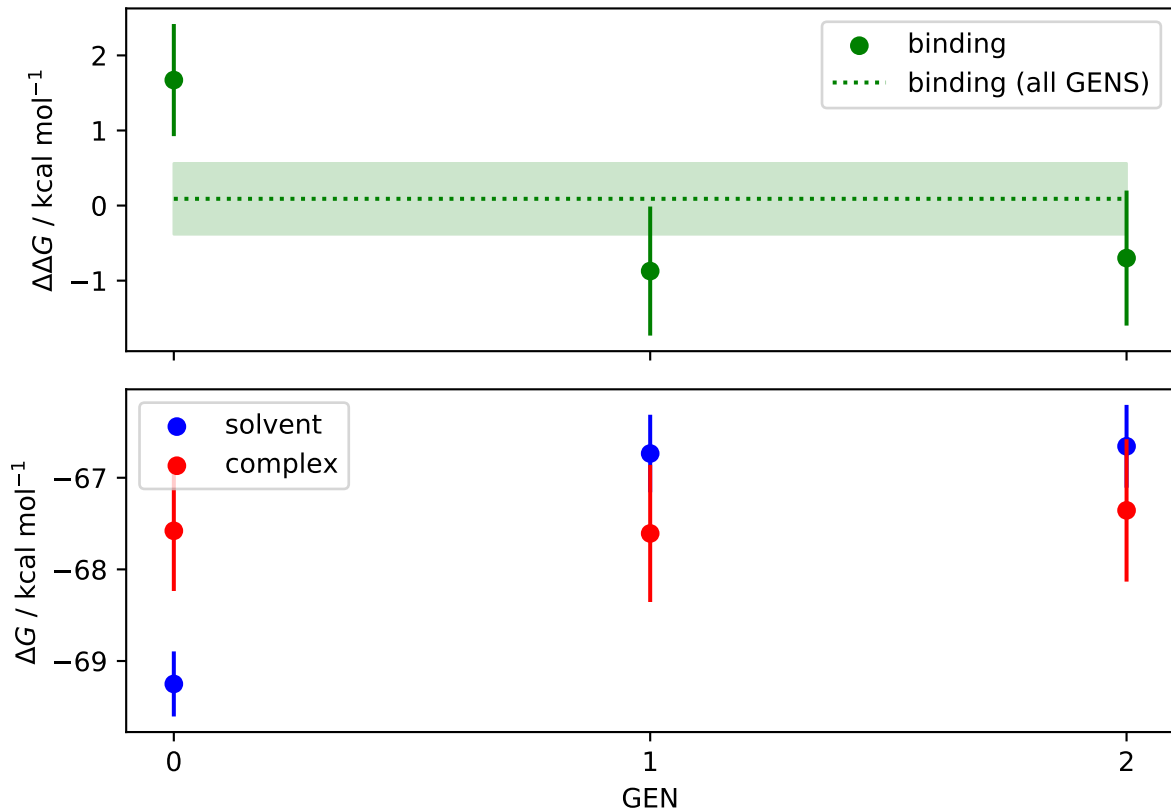 2
1
0
−1
ΔΔG / kcal mol⁻¹
binding
binding (all GENS)
−67
−68
−69
ΔG / kcal mol⁻¹
solvent
complex
0 1 2
GEN